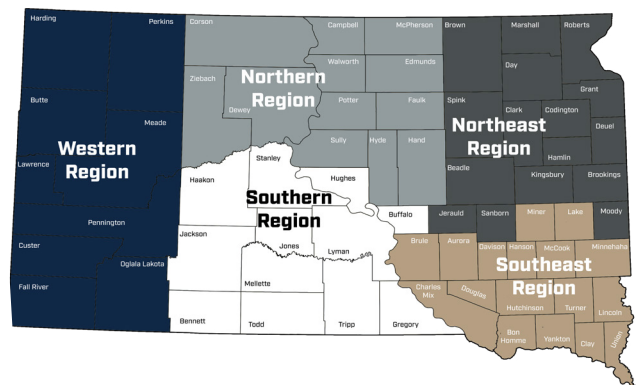 Harding
Perkins
Corson
Campbell
McPherson
Brown
Marshall
Roberts
Butte
Meade
Ziebach
Dewey
Northern
Region
Walworth
Edmunds
Potter
Faulk
Sully
Hyde
Hand
Day
Grant
Spink
Clark
Codington
Northeast
Region
Deuel
Hamlin
Beadle
Kingsbury
Brookings
Western
Region
Lawrence
Pennington
Custer
Oglala Lakota
Fall River
Stanley
Haakon
Hughes
Southern
Region
Buffalo
Jackson
Jones
Lyman
Mellette
Bennett
Todd
Tripp
Gregory
Jerauld
Sanborn
Miner
Lake
Moody
Brule
Aurora
Davison
Hanson
McCook
Minnehaha
Southeast
Region
Charles
Mix
Douglas
Hutchinson
Turner
Lincoln
Bon
Homme
Yankton
Clay
Union